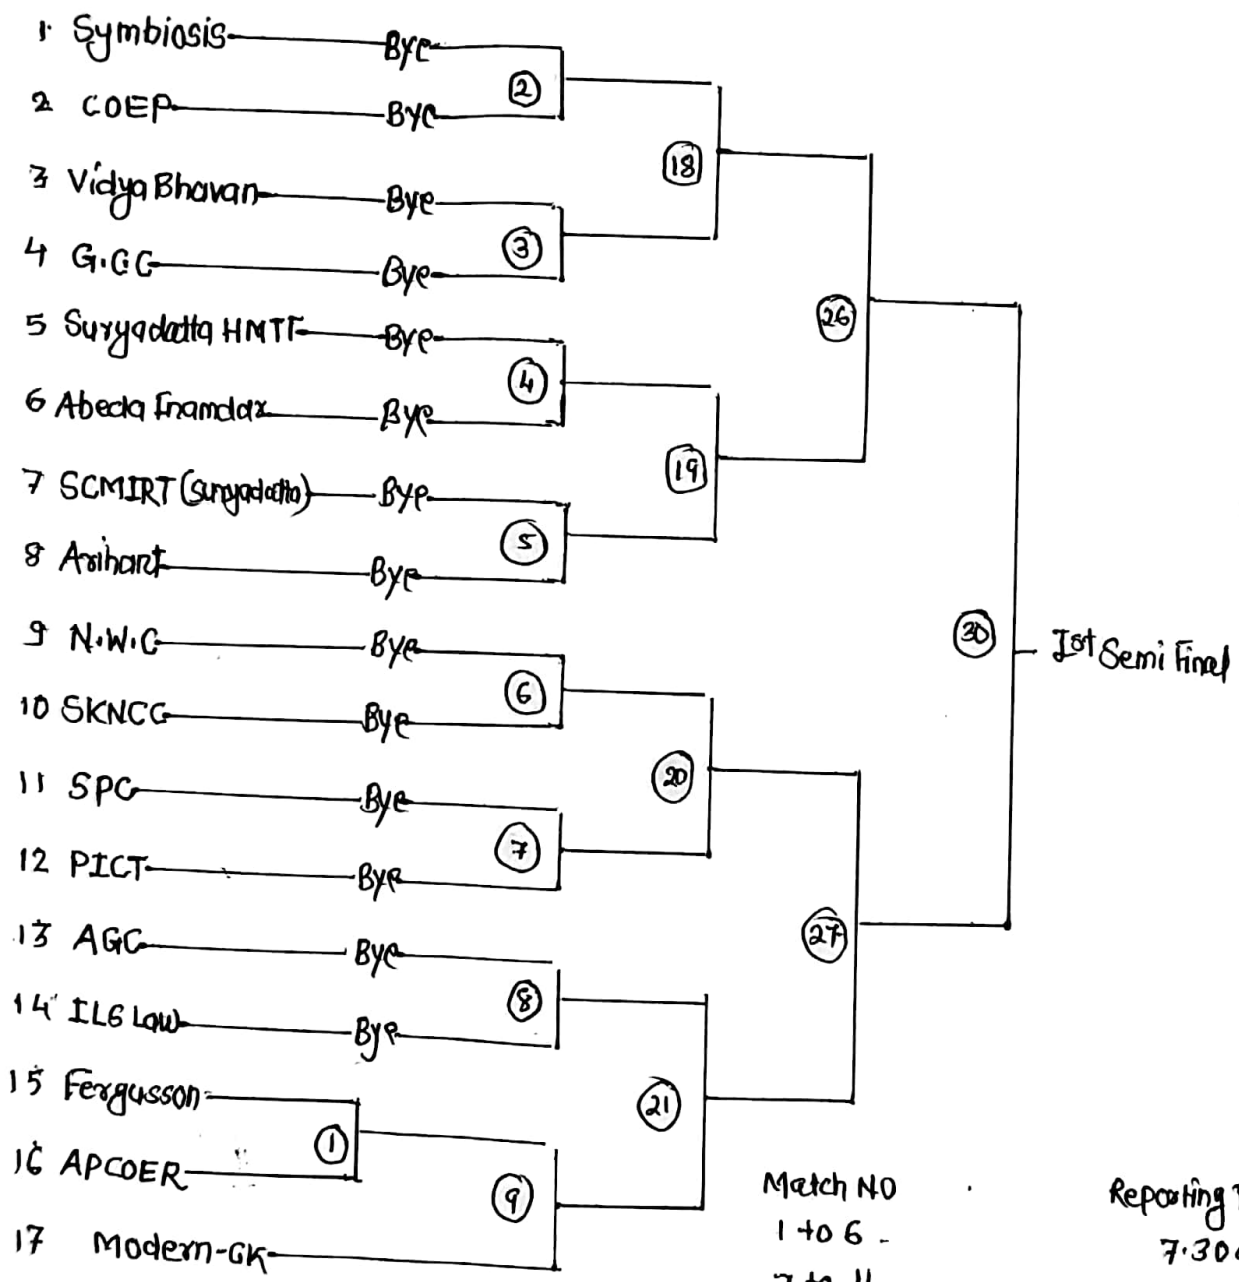 1. Symbiosis Bye
2
2 COEP Bye
18
3 Vidya Bhavan Bye
3
4 G.C.C Bye
26
5 Suryadatta HMTT Bye
4
6 Abeda Inamdar Bye
19
7 SCMIRT (Suryadatta) Bye
5
8 Arihant Bye
30 Ist Semi Final
9 N.W.C Bye
6
10 SKNCC Bye
20
11 SPC Bye
7
12 PICT Bye
27
13 AGC Bye
8
14 ILS Law Bye
21
15 Fergusson
1
16 APCOER
9
17 Modern-GK
Match NO Reporting
1 to 6 - 7.30
7 to 11